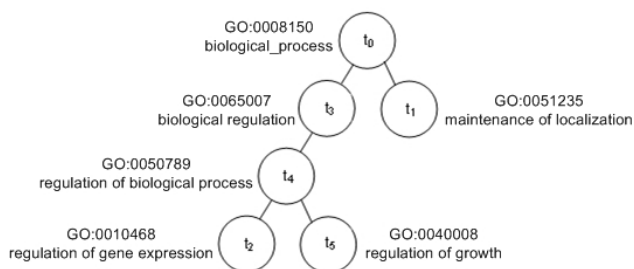 GO:0008150
biological_process
t0
GO:0065007
biological regulation
t3
t1
GO:0051235
maintenance of localization
GO:0050789
regulation of biological process
t4
GO:0010468
regulation of gene expression
t2
t5
GO:0040008
regulation of growth